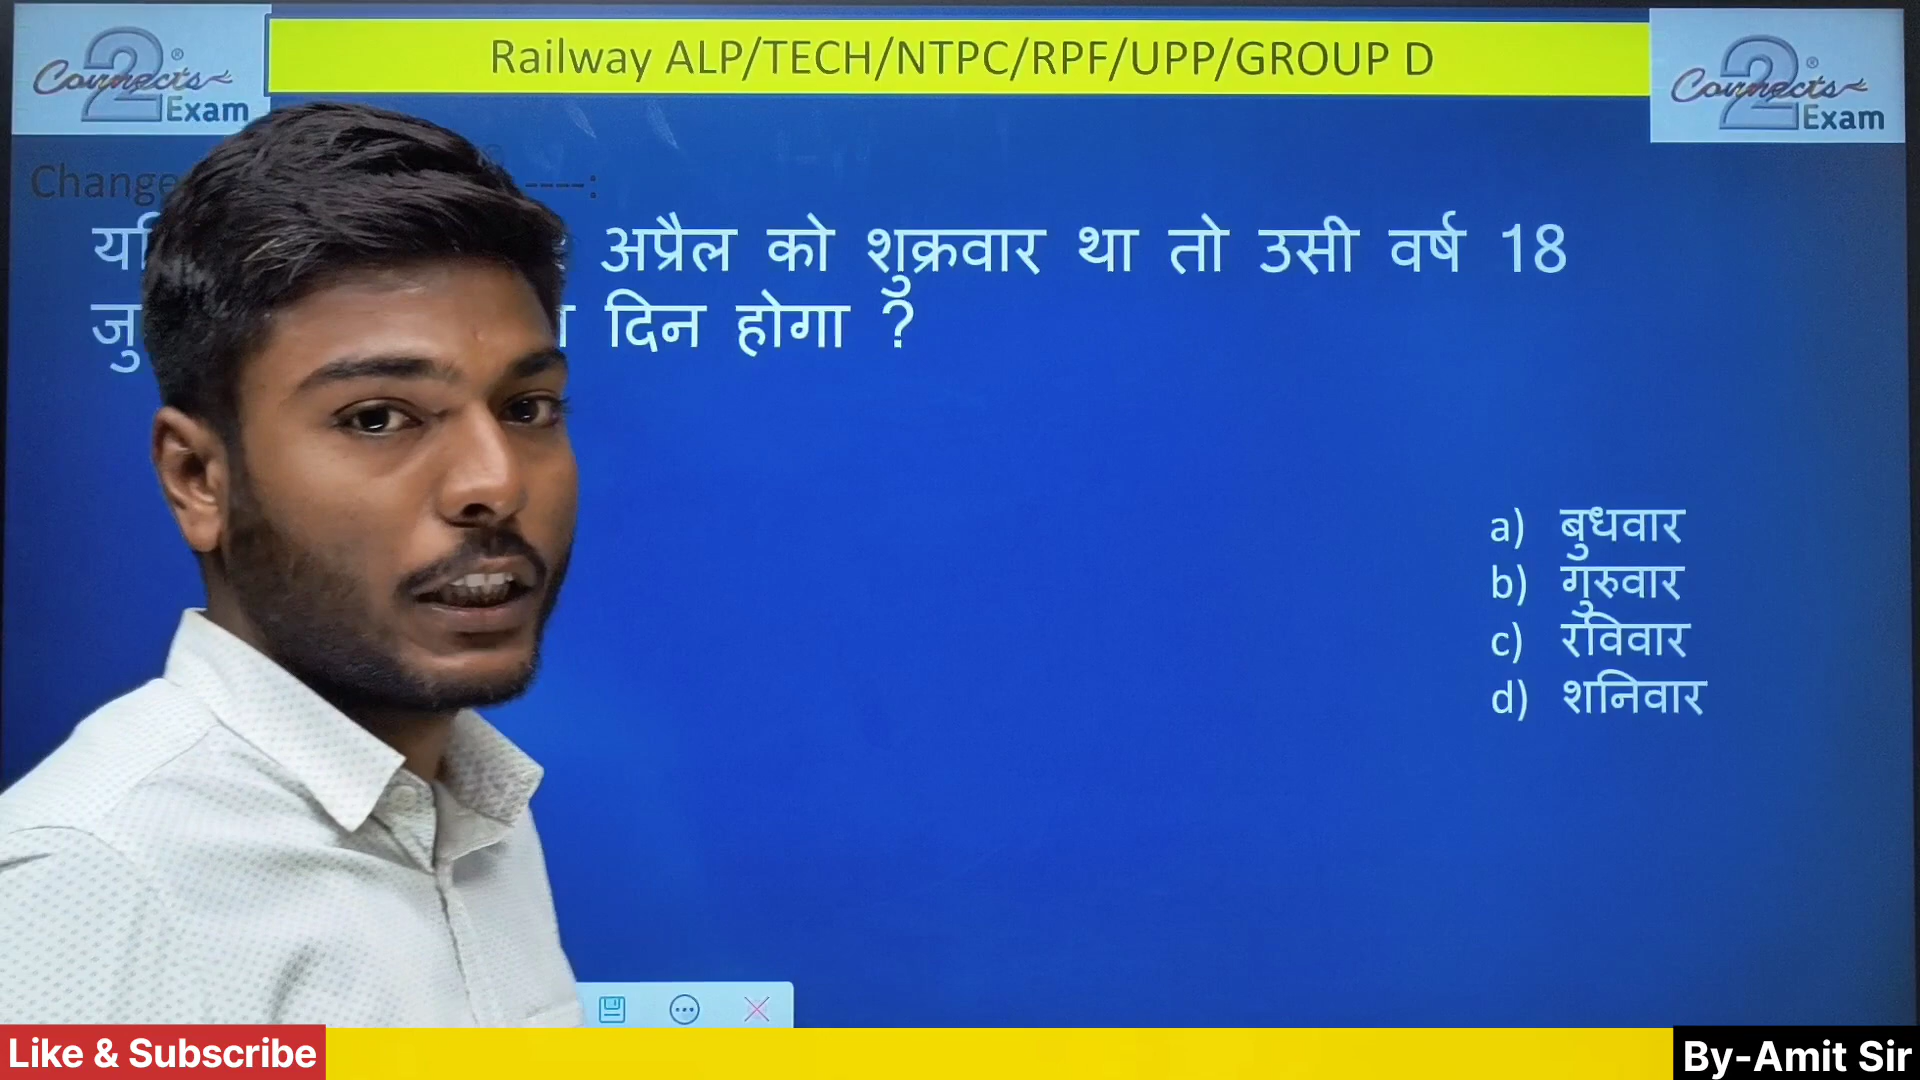 Connects 2 ® Exam
Railway ALP/TECH/NTPC/RPF/UPP/GROUP D
Connects 2 ® Exam
Change ----:
अप्रैल को शुक्रवार था तो उसी वर्ष 18
दिन होगा ?
a) बुधवार
b) गुरुवार
c) रविवार
d) शनिवार
Like & Subscribe
By-Amit Sir